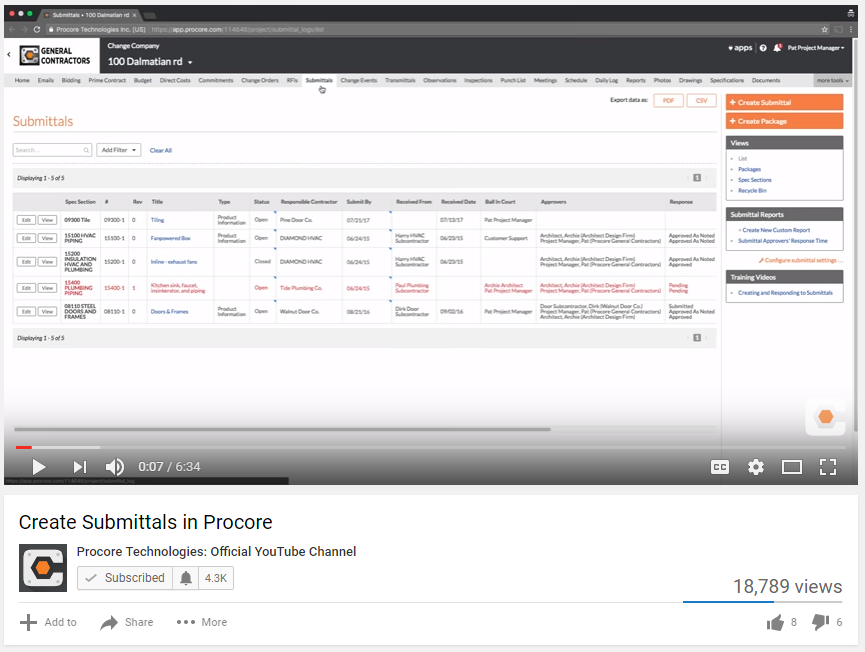 Submittals • 100 Dalmatian rd
Procore Technologies Inc. [US] https://app.procore.com/114848/project/submittal_logs/list
GENERAL CONTRACTORS
Change Company
100 Dalmatian rd
apps Pat Project Manager
Home Emails Bidding Prime Contract Budget Direct Costs Commitments Change Orders RFIs Submittals Change Events Transmittals Observations Inspections Punch List Meetings Schedule Daily Log Reports Photos Drawings Specifications Documents more tools
Export data as: PDF CSV
Submittals
Search... Add Filter Clear All
Displaying 1 - 5 of 5 1
Spec Section # Rev Title Type Status Responsible Contractor Submit By Received From Received Date Ball In Court Approvers Response
Edit View 09300 Tile 09300-1 0 Tiling Product Information Open Pine Door Co. 07/21/17 07/13/17 Pat Project Manager
Edit View 15100 HVAC PIPING 15100-1 0 Fanpowered Box Product Information Open DIAMOND HVAC 06/24/15 Harry HVAC Subcontractor 06/23/15 Customer Support Architect, Archie (Architect Design Firm) Approved As Noted
Project Manager, Pat (Procore General Contractors) Approved As Noted
Edit View 15200 INSULATION HVAC AND PLUMBING 15200-1 0 Inline - exhaust fans Closed DIAMOND HVAC 06/24/15 Harry HVAC Subcontractor 06/23/15 Architect, Archie (Architect Design Firm) Approved As Noted
Project Manager, Pat (Procore General Contractors) Approved
Edit View 15400 PLUMBING PIPING 15400-1 1 Kitchen sink, faucet, insinkerator, and piping Open Tide Plumbing Co. 06/24/15 Paul Plumbing Subcontractor Archie Architect Pat Project Manager Architect, Archie (Architect Design Firm) Pending
Project Manager, Pat (Procore General Contractors) Pending
Edit View 08110 STEEL DOORS AND FRAMES 08110-1 0 Doors & Frames Product Information Open Walnut Door Co. 08/21/16 Dirk Door Subcontractor 09/02/16 Pat Project Manager Door Subcontractor, Dirk (Walnut Door Co.) Submitted
Project Manager, Pat (Procore General Contractors) Approved As Noted
Architect, Archie (Architect Design Firm) Approved
Displaying 1 - 5 of 5 1
+ Create Submittal
+ Create Package
Views
List
Packages
Spec Sections
Recycle Bin
Submittal Reports
+ Create New Custom Report
Submittal Approvers' Response Time
Configure submittal settings ...
Training Videos
Creating and Responding to Submittals
0:07 / 6:34 CC
Create Submittals in Procore
Procore Technologies: Official YouTube Channel
Subscribed 4.3K
18,789 views
Add to Share More 8 6